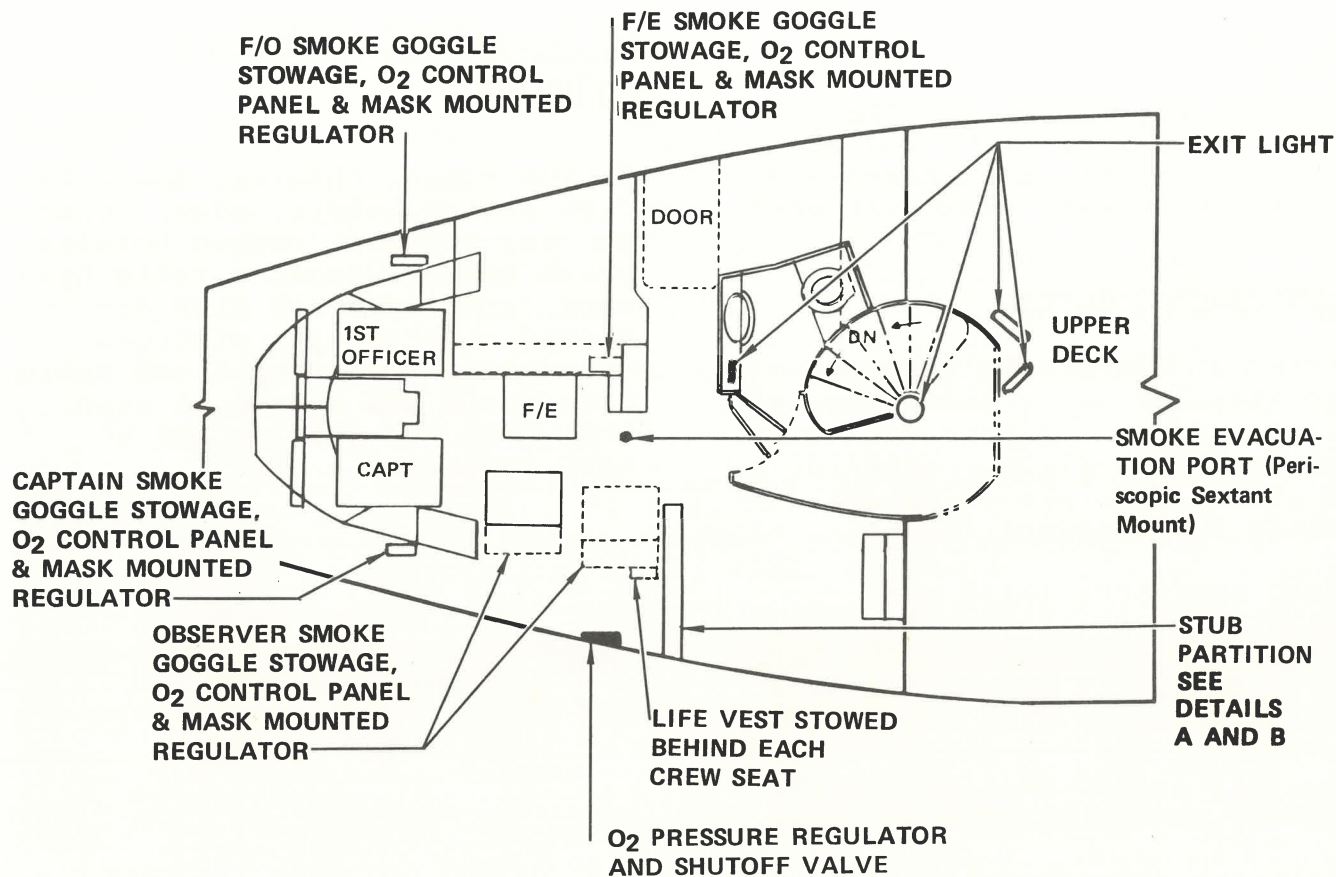 F/O SMOKE GOGGLE
STOWAGE, O2 CONTROL
PANEL & MASK MOUNTED
REGULATOR
F/E SMOKE GOGGLE
STOWAGE, O2 CONTROL
PANEL & MASK MOUNTED
REGULATOR
EXIT LIGHT
DOOR
1ST
OFFICER
DN
UPPER
DECK
F/E
CAPT
SMOKE EVACUA-
TION PORT (Peri-
scopic Sextant
Mount)
CAPTAIN SMOKE
GOGGLE STOWAGE,
O2 CONTROL PANEL
& MASK MOUNTED
REGULATOR
OBSERVER SMOKE
GOGGLE STOWAGE,
O2 CONTROL PANEL
& MASK MOUNTED
REGULATOR
LIFE VEST STOWED
BEHIND EACH
CREW SEAT
STUB
PARTITION
SEE
DETAILS
A AND B
O2 PRESSURE REGULATOR
AND SHUTOFF VALVE